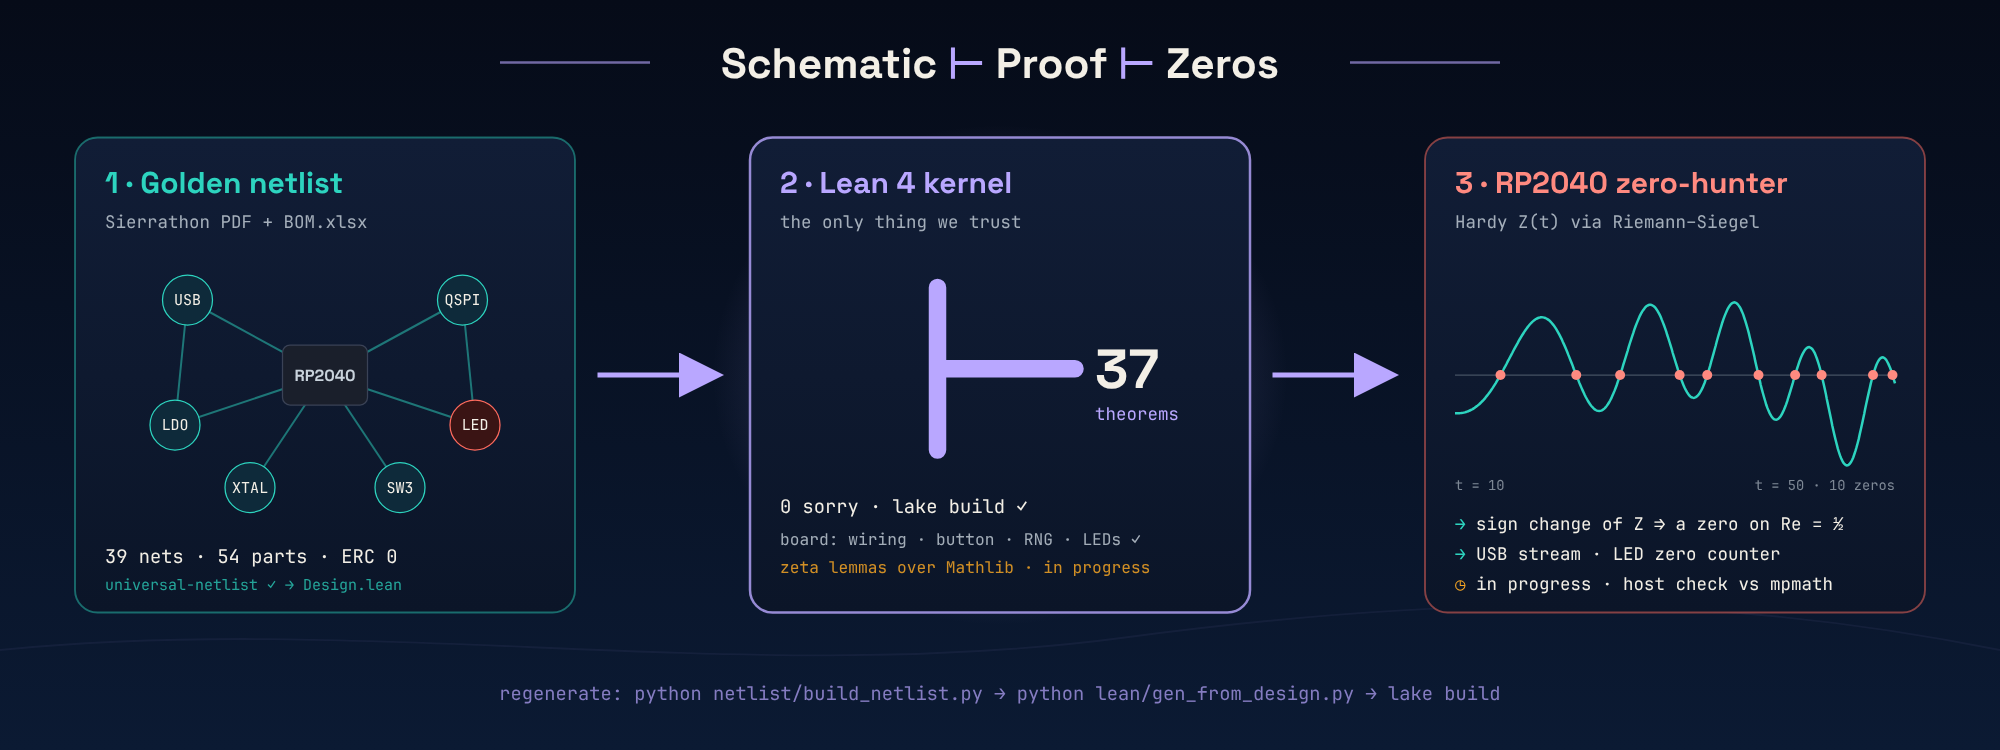 Schematic ⊢ Proof ⊢ Zeros
1 · Golden netlist
Sierrathon PDF + BOM.xlsx
USB
QSPI
RP2040
LDO
LED
XTAL
SW3
39 nets · 54 parts · ERC 0
universal-netlist ✓ → Design.lean
2 · Lean 4 kernel
the only thing we trust
37
theorems
0 sorry · lake build ✓
board: wiring · button · RNG · LEDs ✓
zeta lemmas over Mathlib · in progress
3 · RP2040 zero-hunter
Hardy Z(t) via Riemann–Siegel
t = 10
t = 50 · 10 zeros
→ sign change of Z ⇒ a zero on Re = ½
→ USB stream · LED zero counter
◷ in progress · host check vs mpmath
regenerate: python netlist/build_netlist.py → python lean/gen_from_design.py → lake build